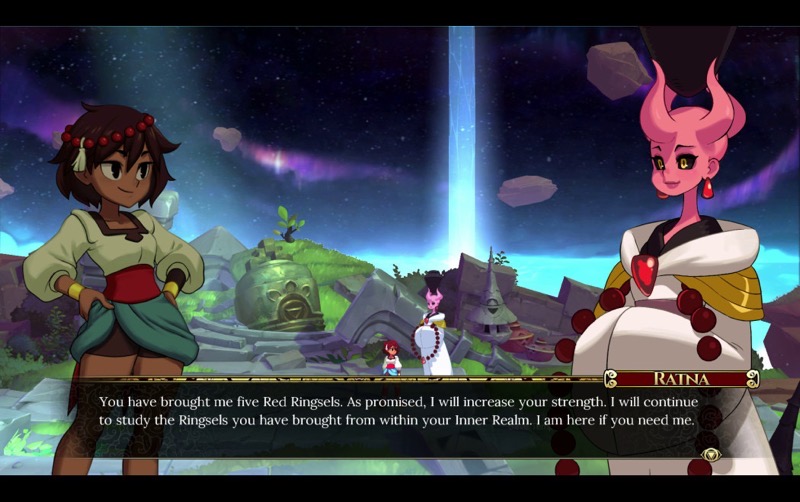 RATNA
You have brought me five Red Ringsels. As promised, I will increase your strength. I will continue
to study the Ringsels you have brought from within your Inner Realm. I am here if you need me.